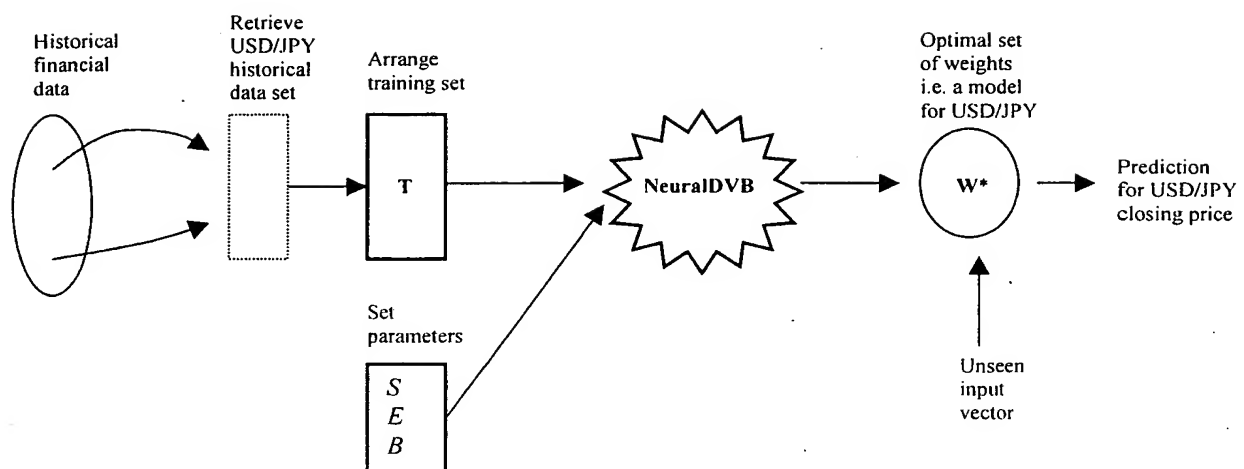 Historical
financial
data
Retrieve
USD/JPY
historical
data set
Arrange
training set
T
NeuralDVB
Optimal set
of weights
i.e. a model
for USD/JPY
W*
Prediction
for USD/JPY
closing price
Set
parameters
S
E
B
Unseen
input
vector